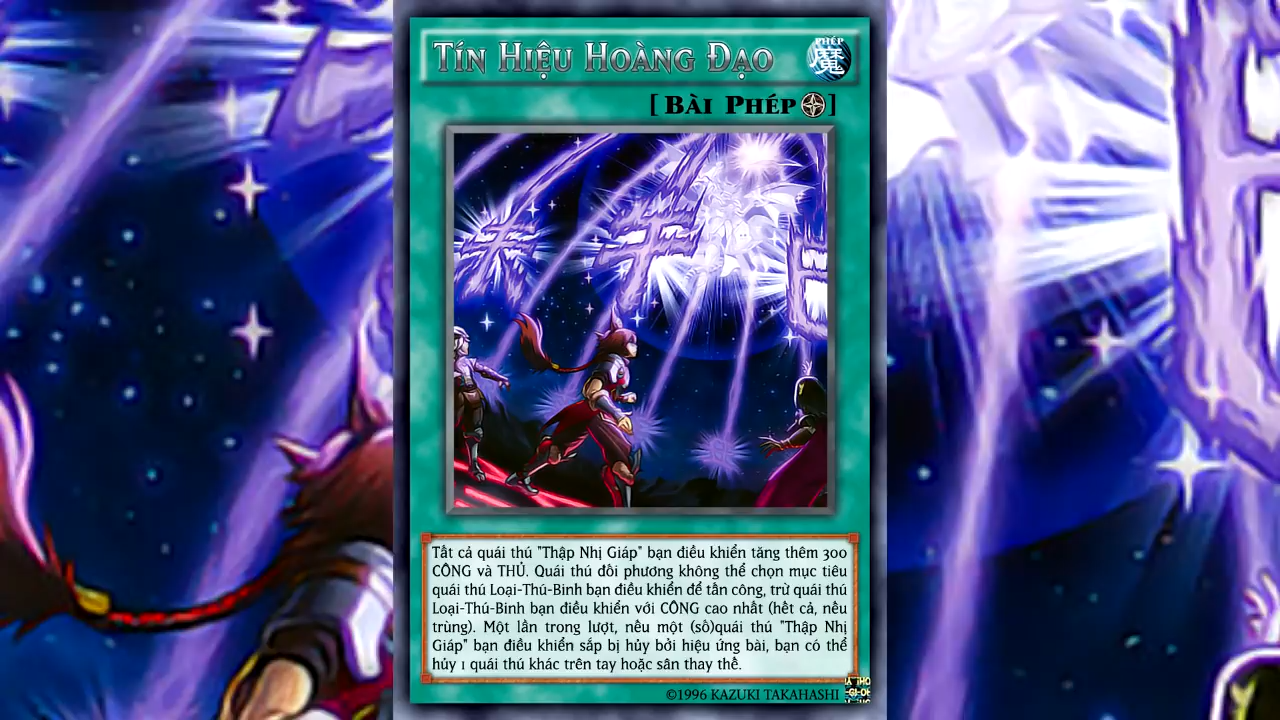 Tín Hiệu Hoàng Đạo
PHÉP
魔
[ Bài Phép ]
Tất cả quái thú "Thập Nhị Giáp" bạn điều khiển tăng thêm 300
CÔNG và THỦ. Quái thú đối phương không thể chọn mục tiêu
quái thú Loại-Thú-Binh bạn điều khiển để tấn công, trừ quái thú
Loại-Thú-Binh bạn điều khiển với CÔNG cao nhất (hết cả, nếu
trùng). Một lần trong lượt, nếu một (số)quái thú "Thập Nhị
Giáp" bạn điều khiển sắp bị hủy bởi hiệu ứng bài, bạn có thể
hủy 1 quái thú khác trên tay hoặc sân thay thế.
©1996 KAZUKI TAKAHASHI